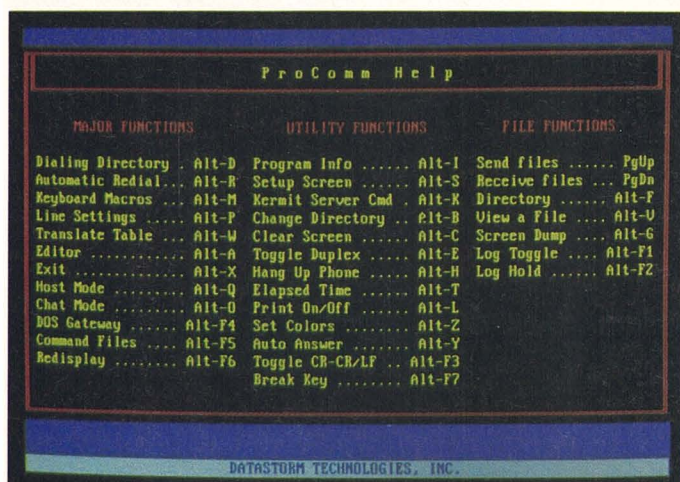 ProComm Help
MAJOR FUNCTIONS
Dialing Directory . Alt-D
Automatic Redial... Alt-R
Keyboard Macros ... Alt-M
Line Settings ..... Alt-P
Translate Table ... Alt-W
Editor ............ Alt-A
Exit .............. Alt-X
Host Mode ......... Alt-Q
Chat Mode ......... Alt-O
DOS Gateway ....... Alt-F4
Command Files ..... Alt-F5
Redisplay ........ Alt-F6
UTILITY FUNCTIONS
Program Info ...... Alt-I
Setup Screen ...... Alt-S
Kermit Server Cmd . Alt-K
Change Directory .. Alt-B
Clear Screen ...... Alt-C
Toggle Duplex ..... Alt-E
Hang Up Phone ..... Alt-H
Elapsed Time ...... Alt-T
Print On/Off ...... Alt-L
Set Colors ........ Alt-Z
Auto Answer ....... Alt-Y
Toggle CR-CR/LF .. Alt-F3
Break Key ........ Alt-F7
FILE FUNCTIONS
Send files ...... PgUp
Receive files ... PgDn
Directory ...... Alt-F
View a File .... Alt-V
Screen Dump .... Alt-G
Log Toggle .... Alt-F1
Log Hold ...... Alt-F2
DATASTORM TECHNOLOGIES, INC.